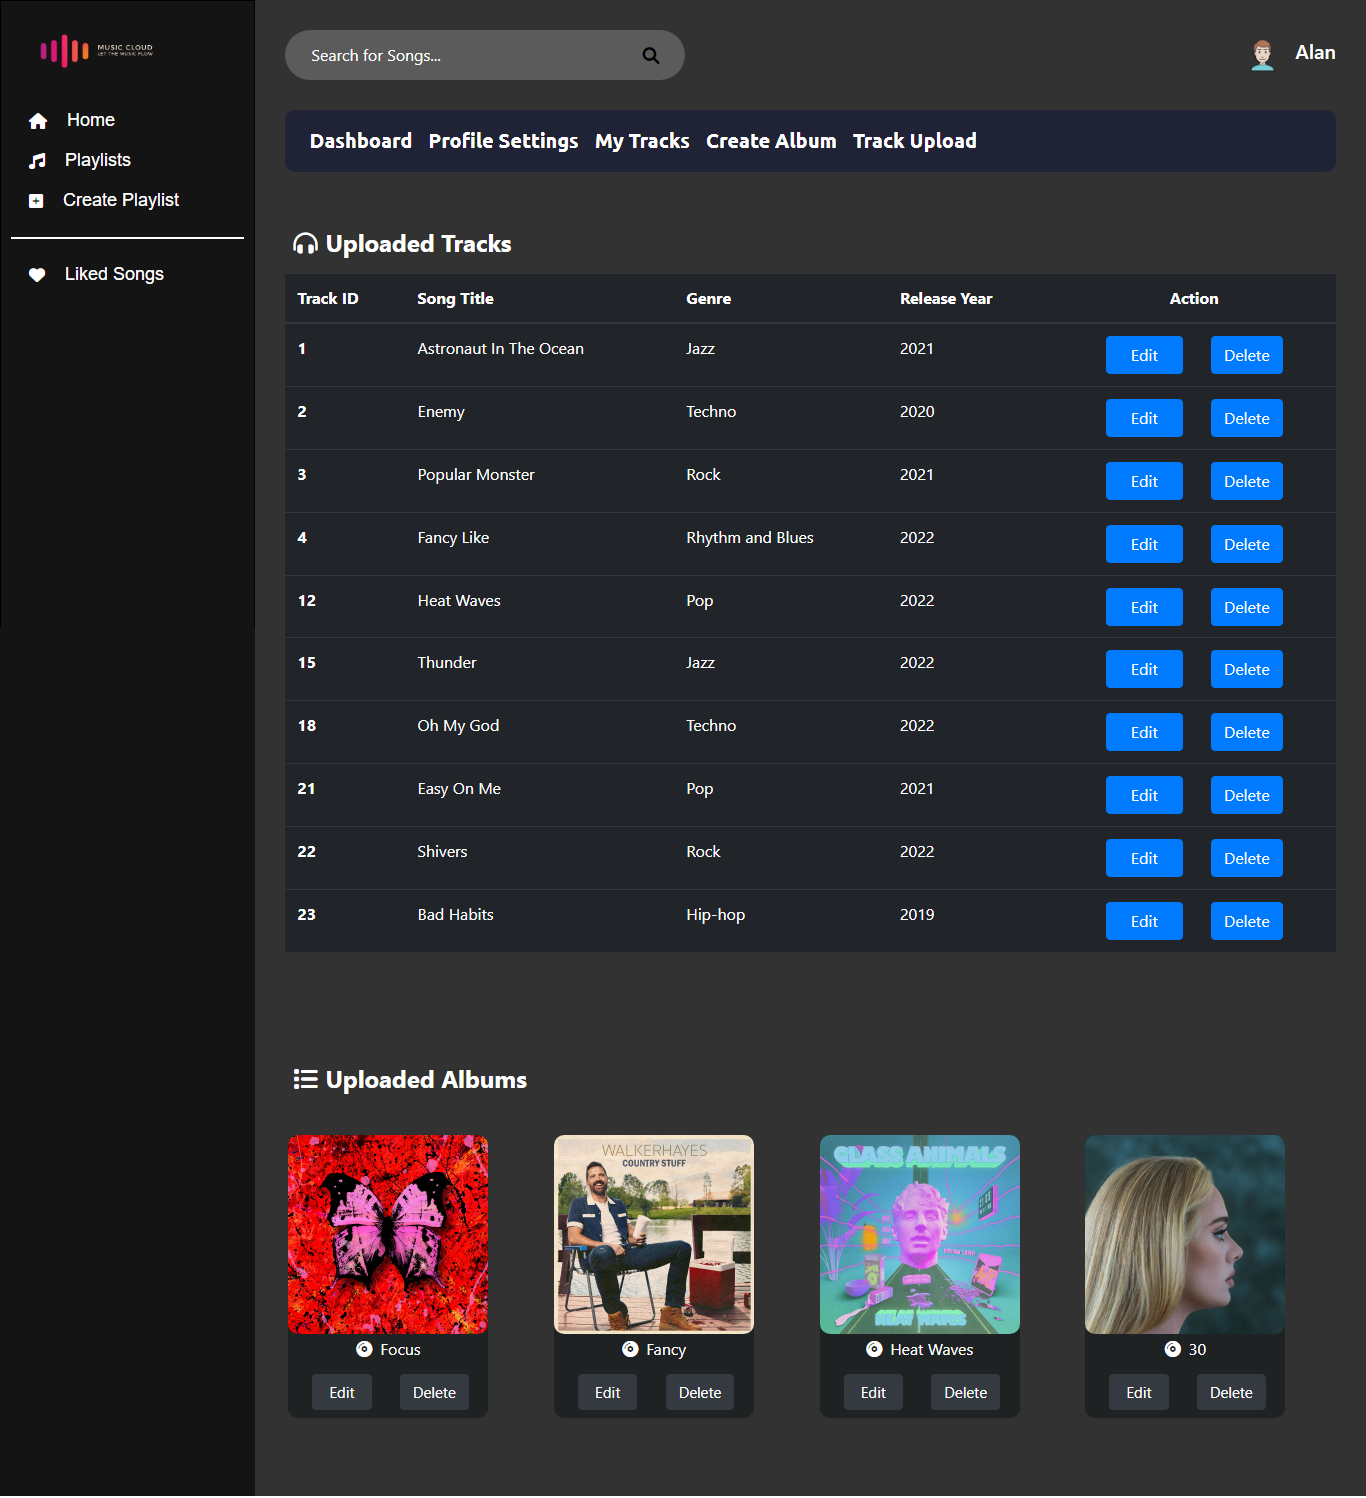 MUSIC CLOUD
LET THE MUSIC FLOW
Home
Playlists
Create Playlist
Liked Songs
Search for Songs...
Alan
Dashboard Profile Settings My Tracks Create Album Track Upload
Uploaded Tracks
Track ID Song Title Genre Release Year Action
1 Astronaut In The Ocean Jazz 2021 Edit Delete
2 Enemy Techno 2020 Edit Delete
3 Popular Monster Rock 2021 Edit Delete
4 Fancy Like Rhythm and Blues 2022 Edit Delete
12 Heat Waves Pop 2022 Edit Delete
15 Thunder Jazz 2022 Edit Delete
18 Oh My God Techno 2022 Edit Delete
21 Easy On Me Pop 2021 Edit Delete
22 Shivers Rock 2022 Edit Delete
23 Bad Habits Hip-hop 2019 Edit Delete
Uploaded Albums
WALKERHAYES
COUNTRY STUFF
GLASS ANIMALS
HEAT WAVES
Focus Fancy Heat Waves 30
Edit Delete Edit Delete Edit Delete Edit Delete